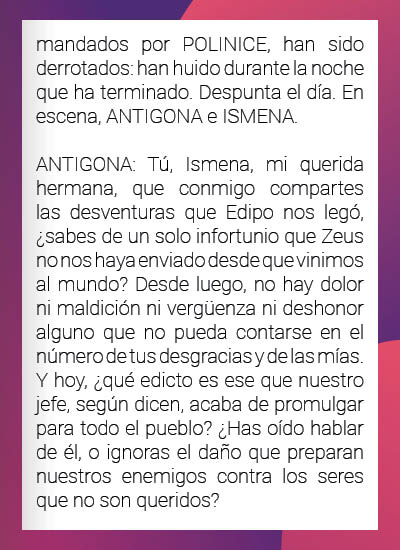 mandados por POLINICE, han sido
derrotados: han huido durante la noche
que ha terminado. Despunta el día. En
escena, ANTIGONA e ISMENA.

ANTIGONA: Tú, Ismena, mi querida
hermana, que conmigo compartes
las desventuras que Edipo nos legó,
¿sabes de un solo infortunio que Zeus
no nos haya enviado desde que vinimos
al mundo? Desde luego, no hay dolor
ni maldición ni vergüenza ni deshonor
alguno que no pueda contarse en el
número de tus desgracias y de las mías.
Y hoy, ¿qué edicto es ese que nuestro
jefe, según dicen, acaba de promulgar
para todo el pueblo? ¿Has oído hablar
de él, o ignoras el daño que preparan
nuestros enemigos contra los seres
que no son queridos?